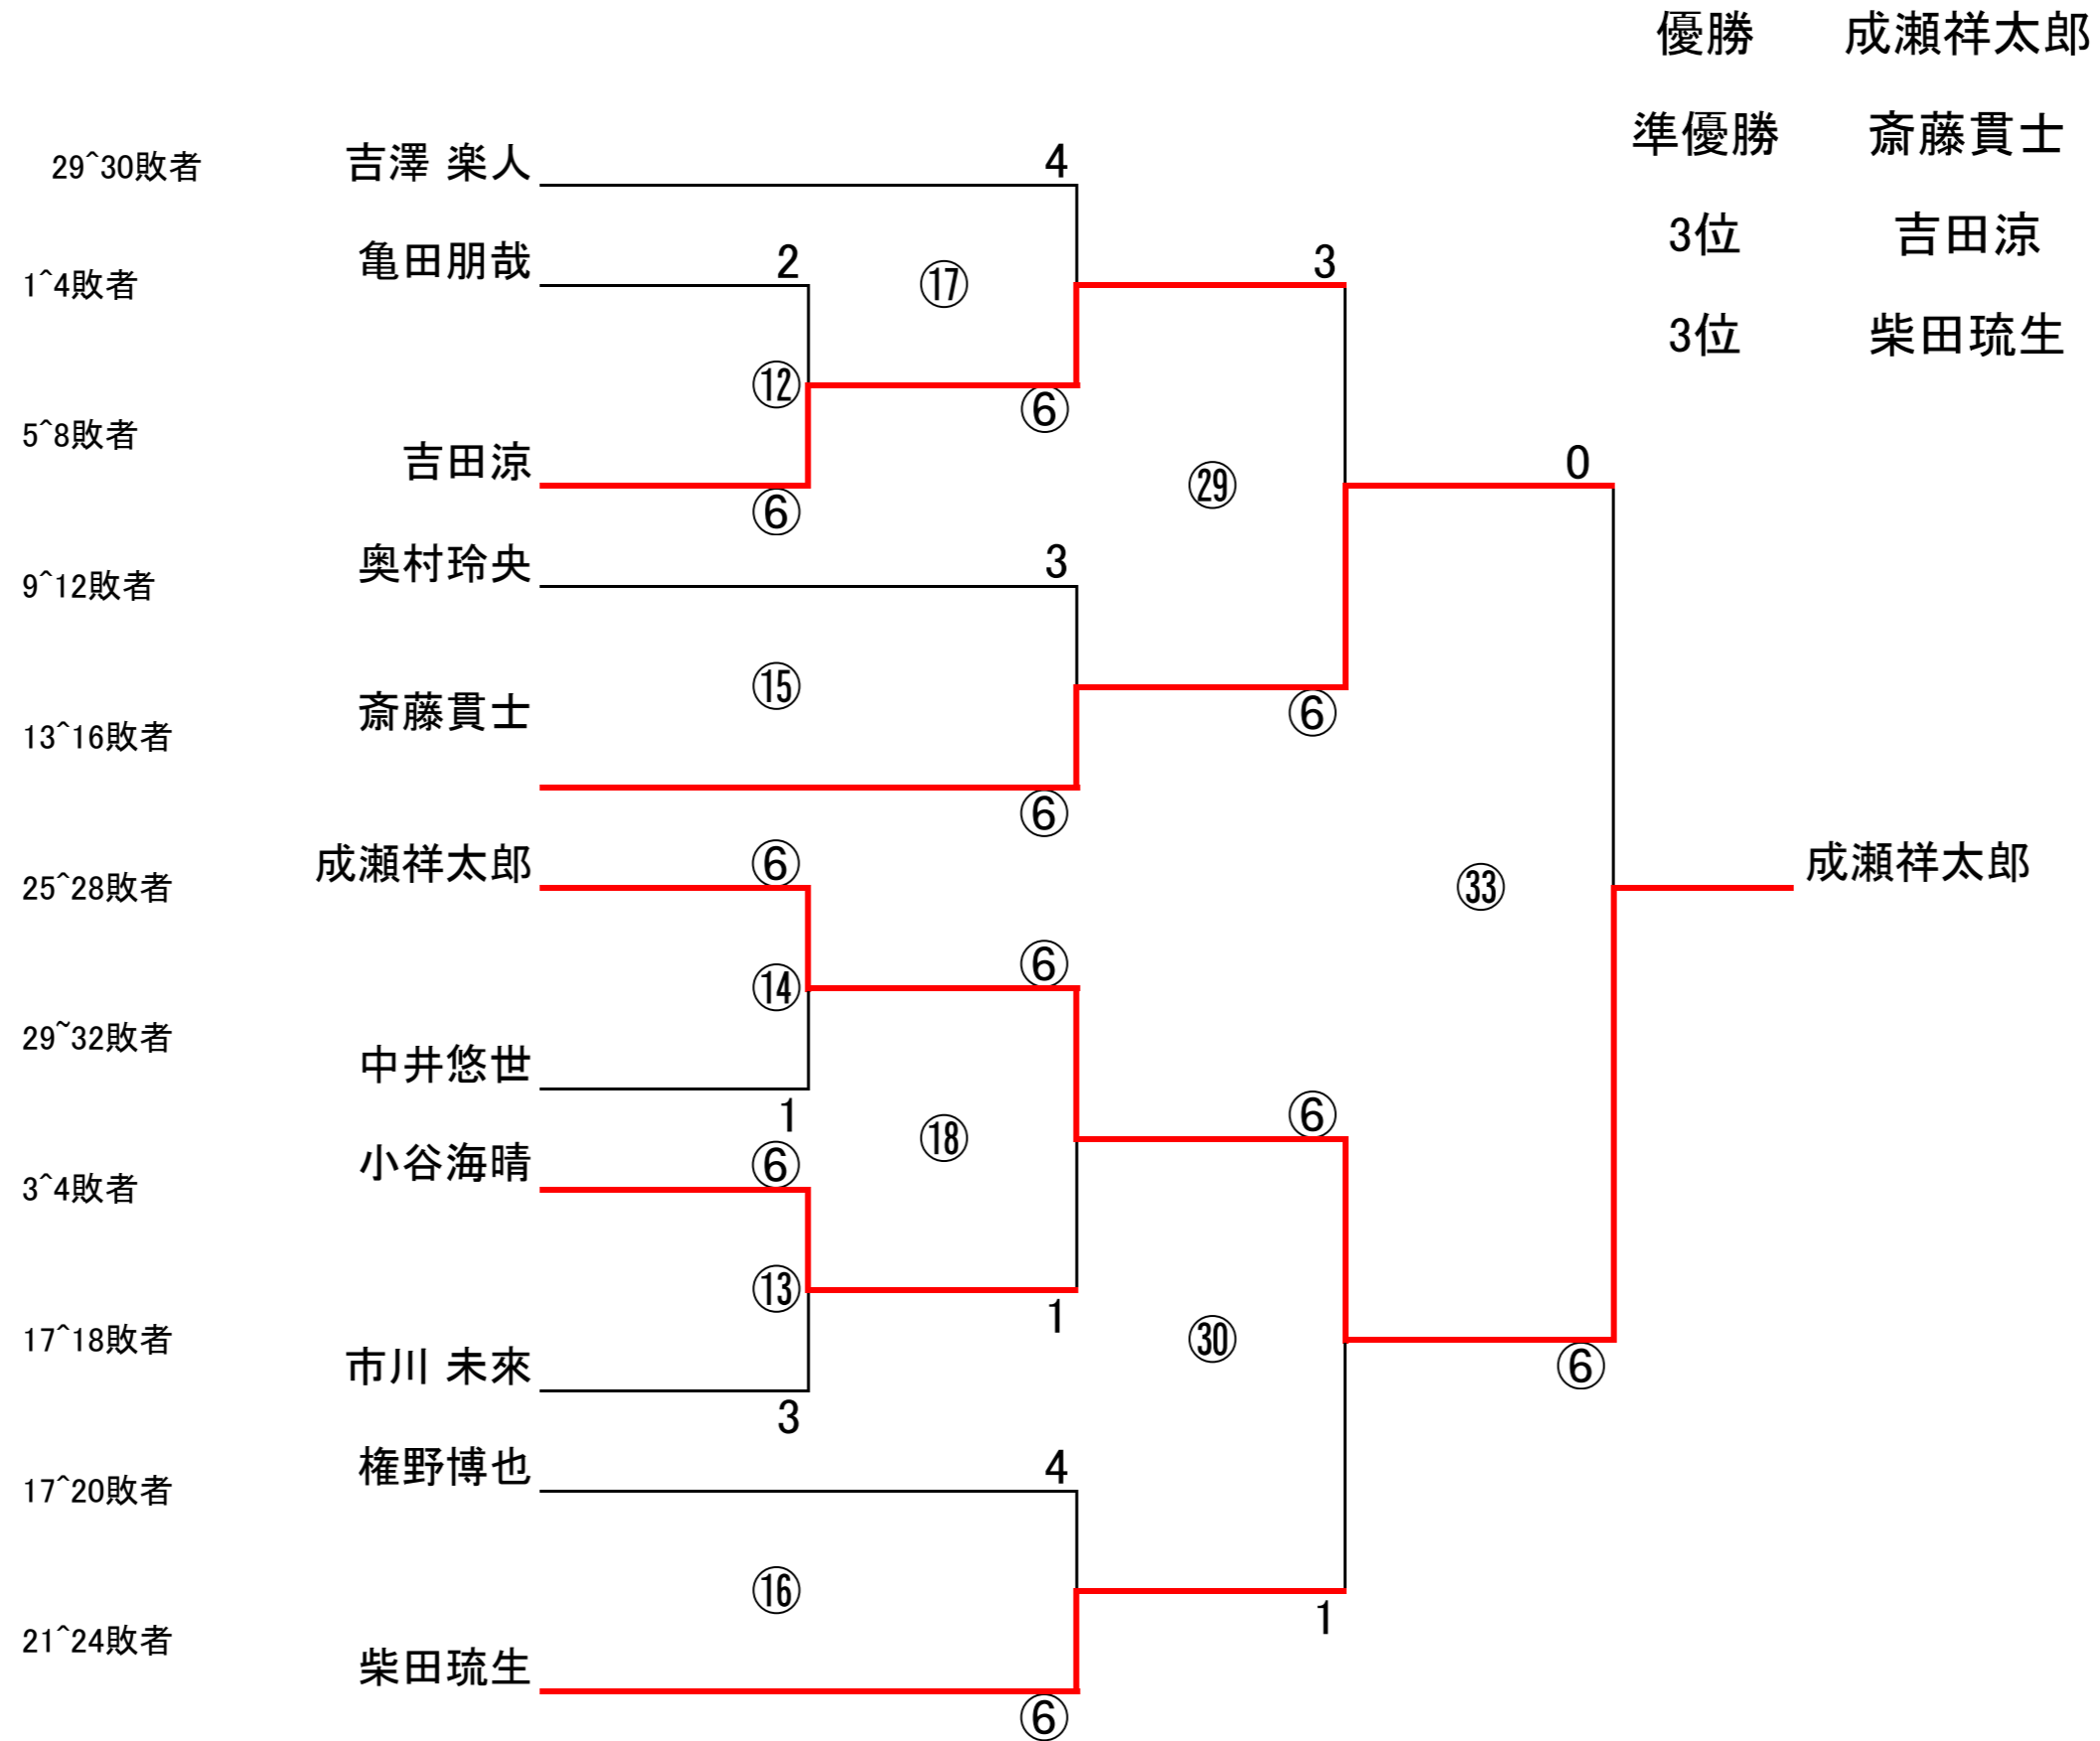 優勝 成瀬祥太郎
準優勝 斎藤貫士
29^30敗者 吉澤 楽人 4
3位 吉田涼
亀田朋哉 2 3
1^4敗者 ⑰
3位 柴田琉生
⑫
⑥
5^8敗者
吉田涼 0
㉙
⑥
奥村玲央 3
9^12敗者
⑮
斎藤貫士 ⑥
13^16敗者
⑥
成瀬祥太郎 ⑥ 成瀬祥太郎
25^28敗者 ㉝
⑥
⑭
29~32敗者
中井悠世
1 ⑥
⑱
小谷海晴 ⑥
3^4敗者
⑬
1
17^18敗者 ㉚
市川 未來 ⑥
3
権野博也 4
17^20敗者
⑯
1
21^24敗者
柴田琉生
⑥